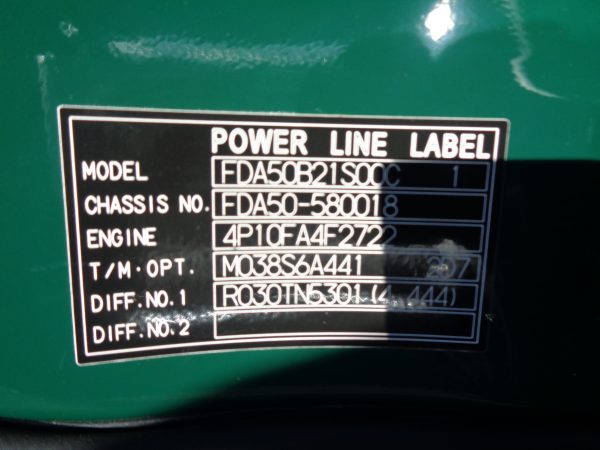 POWER LINE LABEL
MODEL FDA50B21S00C 1
CHASSIS NO. FDA50-580018
ENGINE 4P10FA4F2722
T/M·OPT. M038S6A441 207
DIFF.NO.1 R030TN5301(4.444)
DIFF.NO.2